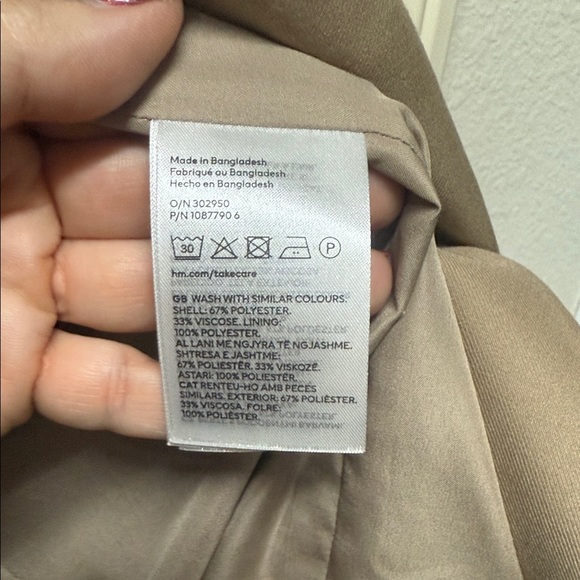 Made in Bangladesh
Fabriqué au Bangladesh
Hecho en Bangladesh
O/N 302950
P/N 1087790 6
30
P
hm.com/takecare
GB WASH WITH SIMILAR COLOURS.
SHELL: 67% POLYESTER.
33% VISCOSE. LINING:
100% POLYESTER.
AL LANI ME NGJYRA TË NGJASHME.
SHTRESA E JASHTME:
67% POLIESTËR. 33% VISKOZË.
ASTARI: 100% POLIESTËR.
CAT RENTEU-HO AMB PECES
SIMILARS. EXTERIOR: 67% POLIÈSTER.
33% VISCOSA. FOLRE:
100% POLIÈSTER.